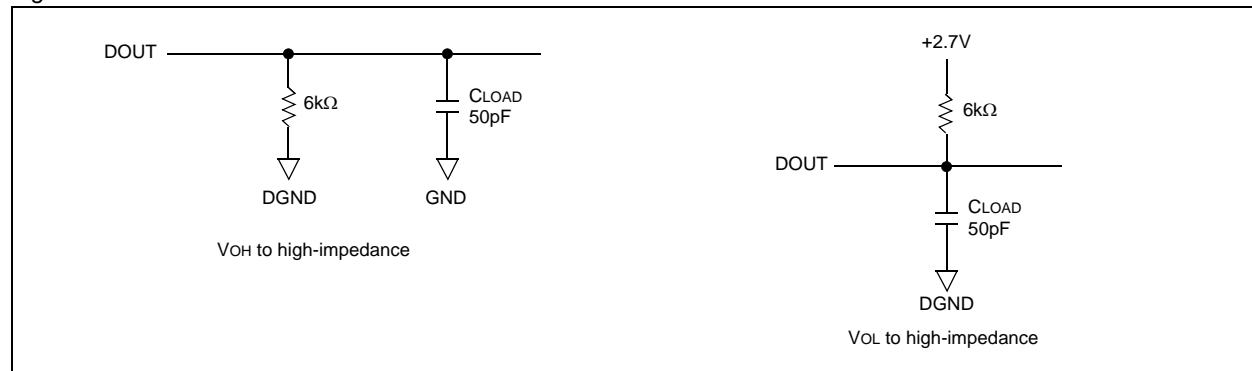 DOUT
6kΩ
CLOAD
50pF
DGND
GND
VOH to high-impedance
+2.7V
6kΩ
DOUT
CLOAD
50pF
DGND
VOL to high-impedance